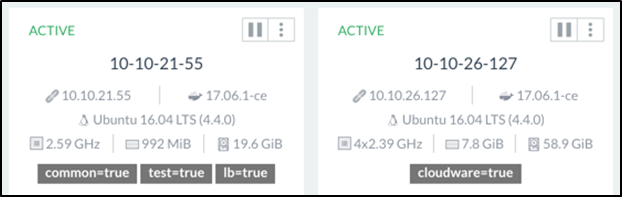 ACTIVE
10-10-21-55
10.10.21.55 17.06.1-ce
Ubuntu 16.04 LTS (4.4.0)
2.59 GHz 992 MiB 19.6 GiB
common=true test=true lb=true
ACTIVE
10-10-26-127
10.10.26.127 17.06.1-ce
Ubuntu 16.04 LTS (4.4.0)
4x2.39 GHz 7.8 GiB 58.9 GiB
cloudware=true